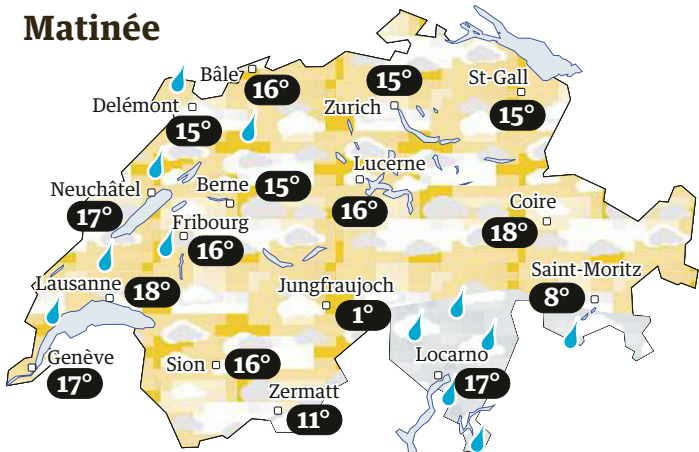 Matinée
Bâle
16°
15°
Zurich
St-Gall
15°
Delémont
15°
Lucerne
16°
Neuchâtel
17°
Berne 15°
Coire
18°
Fribourg
16°
Lausanne 18°
Jungfraujoch
1°
Saint-Moritz
8°
Genève
17°
Sion 16°
Locarno
17°
Zermatt
11°